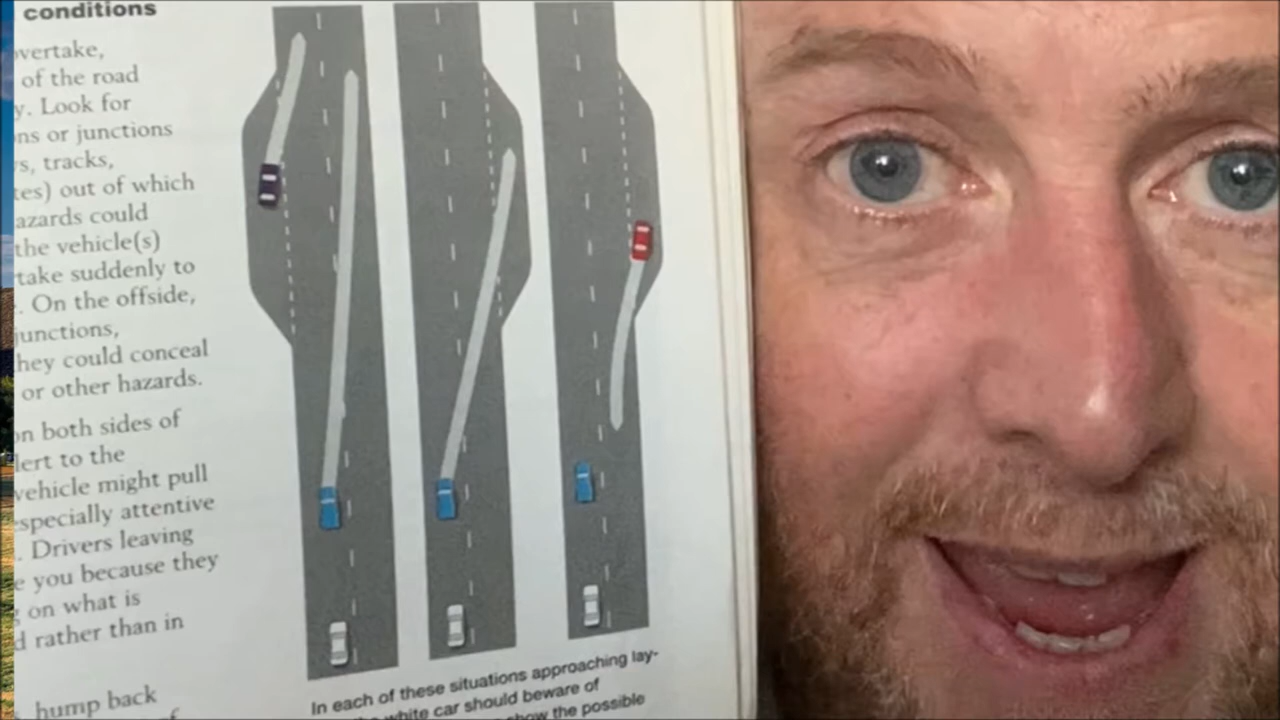 conditions
overtake,
of the road
y. Look for
ns or junctions
s, tracks,
tes) out of which
azards could
the vehicle(s)
take suddenly to
. On the offside,
junctions,
hey could conceal
or other hazards.
on both sides of
lert to the
vehicle might pull
specially attentive
. Drivers leaving
e you because they
g on what is
d rather than in
hump back
of
In each of these situations approaching lay-
white car should beware of
show the possible